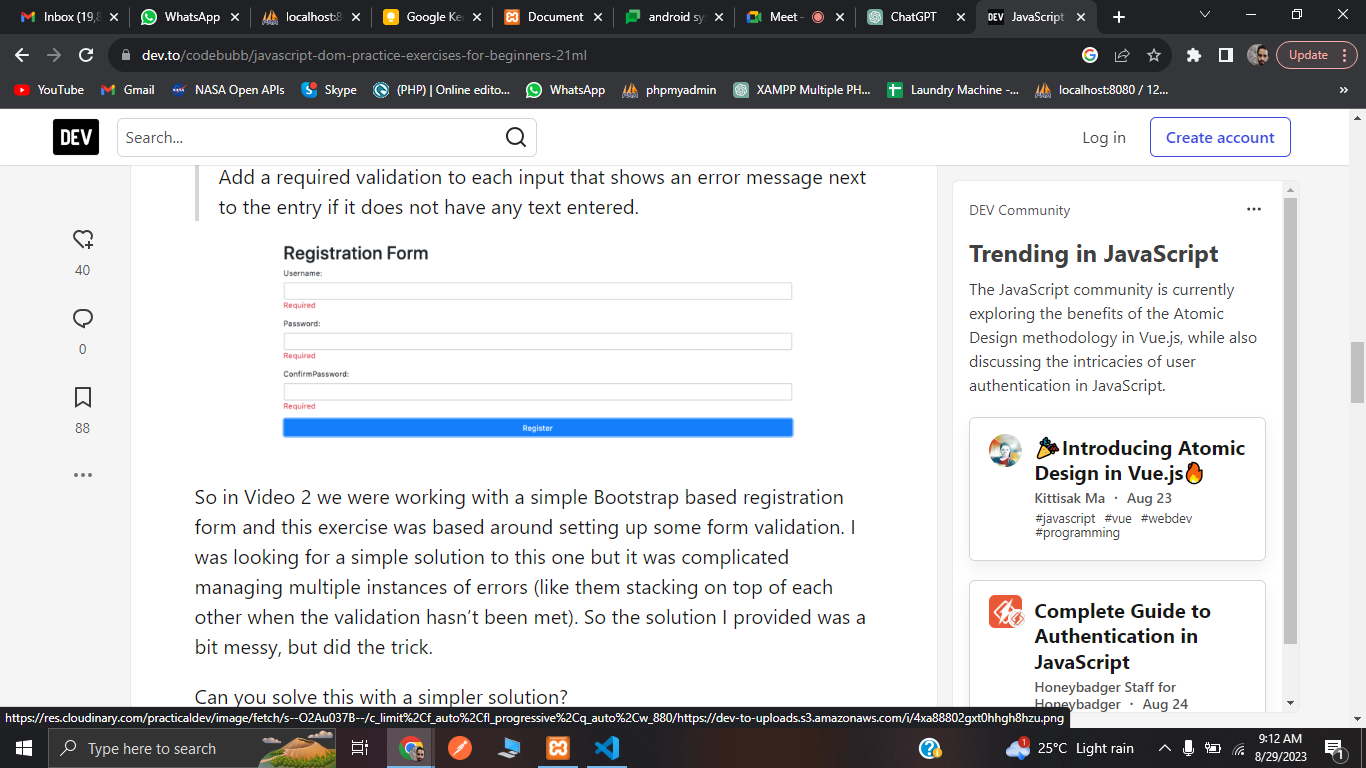 Inbox (19,8
WhatsApp
localhost:8
Google Kee
Document
android sys
Meet -
ChatGPT
DEV
JavaScript
dev.to/codebubb/javascript-dom-practice-exercises-for-beginners-21ml
Update
YouTube
Gmail
NASA Open APIs
Skype
(PHP) | Online edito...
WhatsApp
phpmyadmin
XAMPP Multiple PH...
Laundry Machine -...
localhost:8080 / 12...
»
DEV
Search...
Log in
Create account
Add a required validation to each input that shows an error message next
to the entry if it does not have any text entered.
Registration Form
Username:
Required
Password:
Required
ConfirmPassword:
Required
Register
40
0
88
So in Video 2 we were working with a simple Bootstrap based registration
form and this exercise was based around setting up some form validation. I
was looking for a simple solution to this one but it was complicated
managing multiple instances of errors (like them stacking on top of each
other when the validation hasn’t been met). So the solution I provided was a
bit messy, but did the trick.
Can you solve this with a simpler solution?
DEV Community
Trending in JavaScript
The JavaScript community is currently
exploring the benefits of the Atomic
Design methodology in Vue.js, while also
discussing the intricacies of user
authentication in JavaScript.
🎉Introducing Atomic
Design in Vue.js🔥
Kittisak Ma · Aug 23
#javascript #vue #webdev
#programming
Complete Guide to
Authentication in
JavaScript
Honeybadger Staff for
Honeybadger · Aug 24
https://res.cloudinary.com/practicaldev/image/fetch/s--O2Au037B--/c_limit%2Cf_auto%2Cfl_progressive%2Cq_auto%2Cw_880/https://dev-to-uploads.s3.amazonaws.com/i/4xa88802gxt0hhgh8hzu.png
Type here to search
1
25°C Light rain
9:12 AM
8/29/2023
1